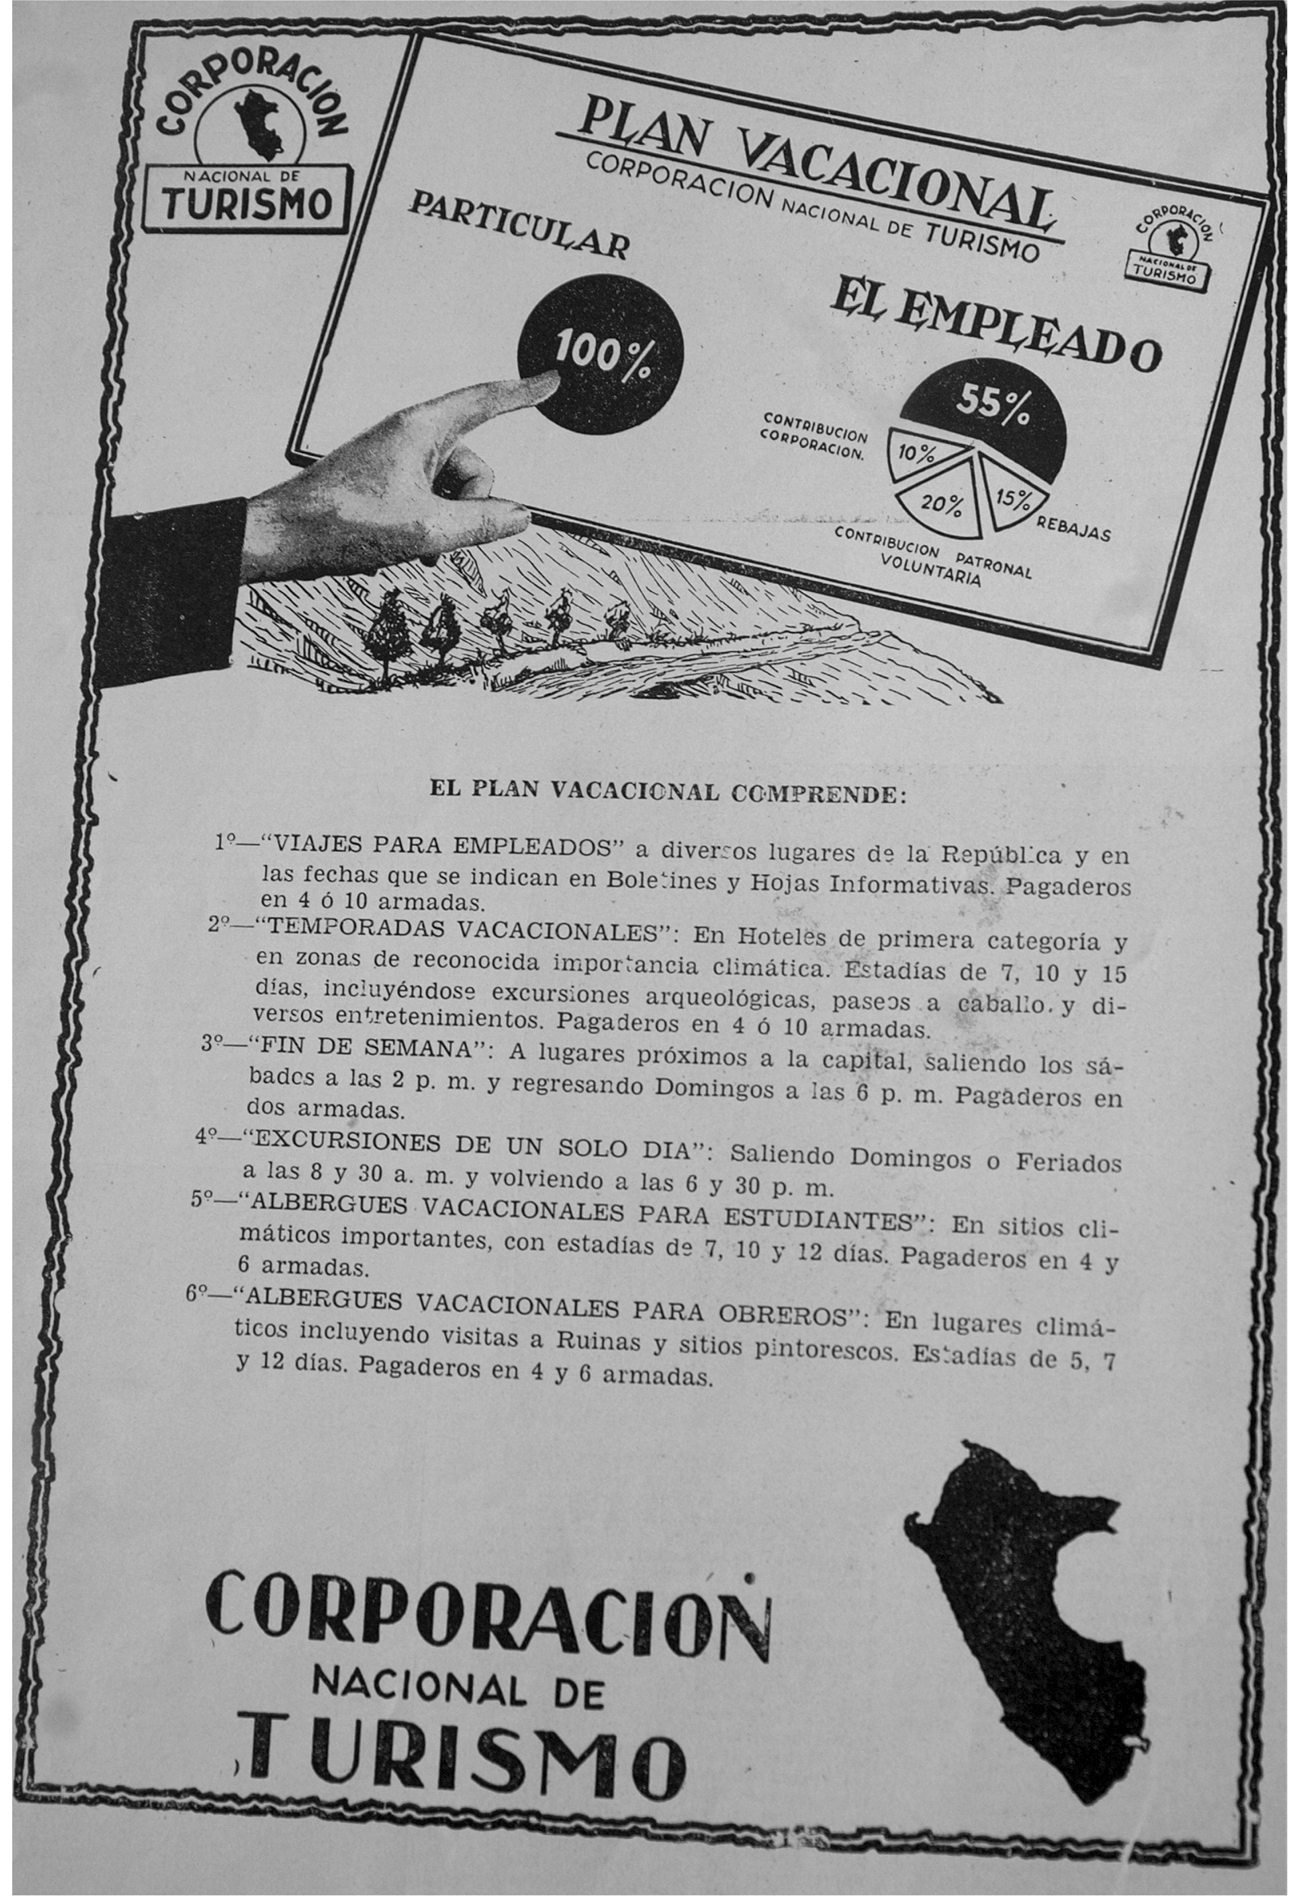 CORPORACION
NACIONAL DE
TURISMO
PLAN VACACIONAL
CORPORACION NACIONAL DE TURISMO
CORPORACION
NACIONAL DE
TURISMO
PARTICULAR
100%
EL EMPLEADO
55%
CONTRIBUCION
CORPORACION.
10%
20%
15%
REBAJAS
CONTRIBUCION PATRONAL
VOLUNTARIA
EL PLAN VACACIONAL COMPRENDE:
1º—“VIAJES PARA EMPLEADOS” a diversos lugares de la República y en
las fechas que se indican en Boletines y Hojas Informativas. Pagaderos
en 4 ó 10 armadas.
2º—“TEMPORADAS VACACIONALES”: En Hoteles de primera categoría y
en zonas de reconocida importancia climática. Estadías de 7, 10 y 15
días, incluyéndose excursiones arqueológicas, paseos a caballo. y di-
versos entretenimientos. Pagaderos en 4 ó 10 armadas.
3º—“FIN DE SEMANA”: A lugares próximos a la capital, saliendo los sá-
bados a las 2 p. m. y regresando Domingos a las 6 p. m. Pagaderos en
dos armadas.
4º—“EXCURSIONES DE UN SOLO DIA”: Saliendo Domingos o Feriados
a las 8 y 30 a. m. y volviendo a las 6 y 30 p. m.
5º—“ALBERGUES VACACIONALES PARA ESTUDIANTES”: En sitios cli-
máticos importantes, con estadías de 7, 10 y 12 días. Pagaderos en 4 y
6 armadas.
6º—“ALBERGUES VACACIONALES PARA OBREROS”: En lugares climá-
ticos incluyendo visitas a Ruinas y sitios pintorescos. Estadías de 5, 7
y 12 días. Pagaderos en 4 y 6 armadas.
CORPORACION
NACIONAL DE
TURISMO